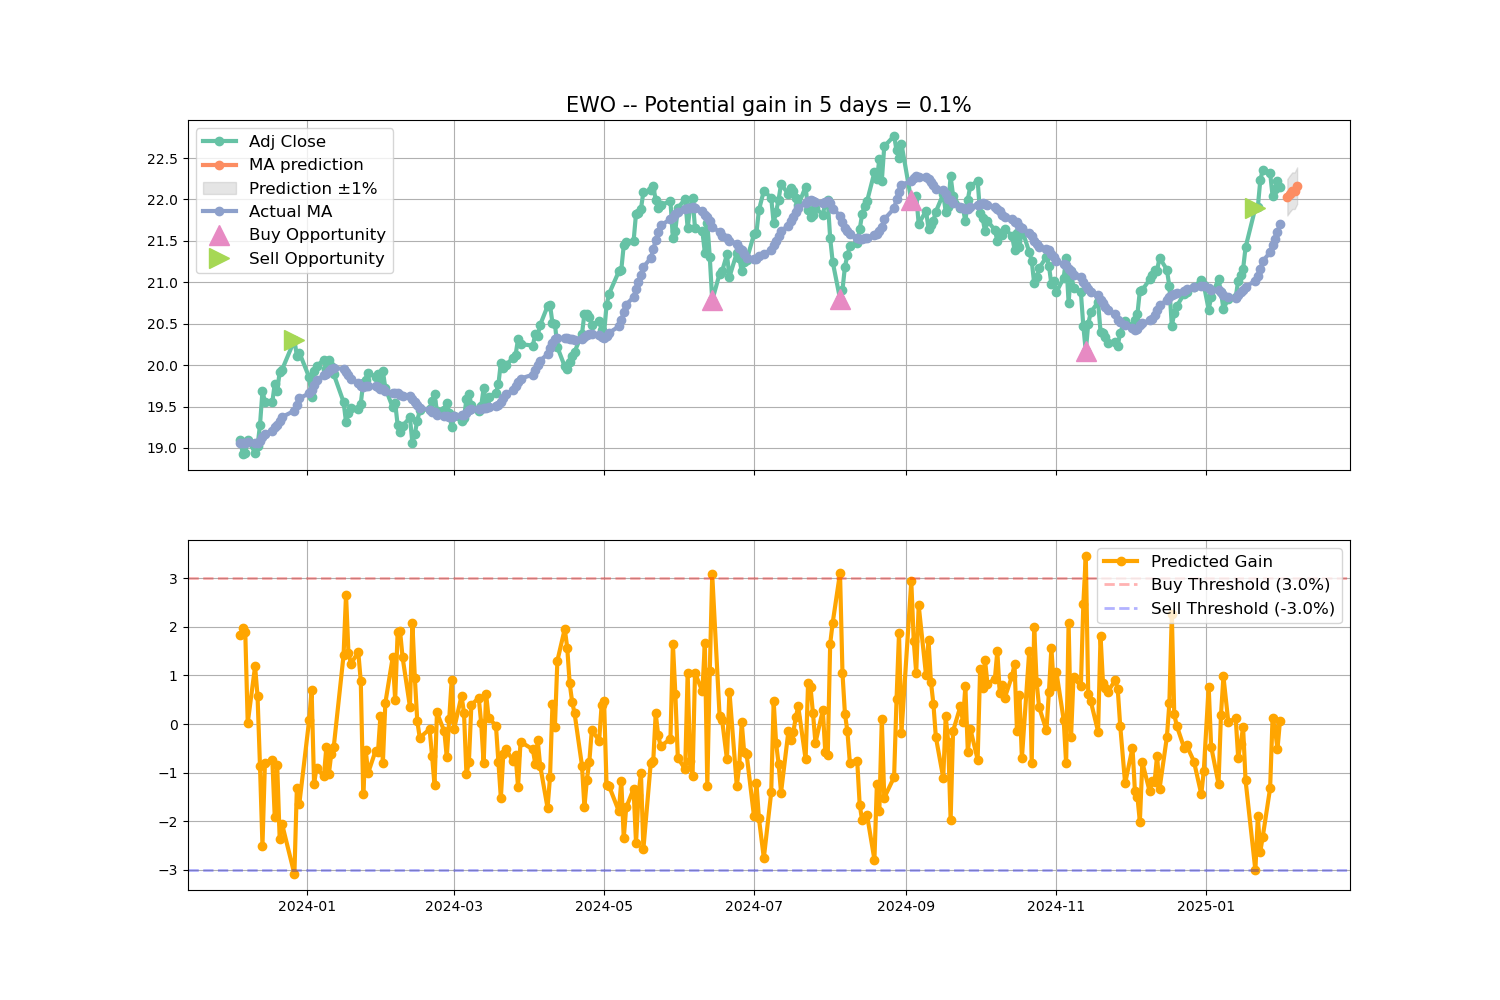 EWO -- Potential gain in 5 days = 0.1%
Adj Close
MA prediction
Prediction ±1%
Actual MA
Buy Opportunity
Sell Opportunity
22.5
22.0
21.5
21.0
20.5
20.0
19.5
19.0
Predicted Gain
Buy Threshold (3.0%)
Sell Threshold (-3.0%)
3
2
1
0
−1
−2
−3
2024-01 2024-03 2024-05 2024-07 2024-09 2024-11 2025-01